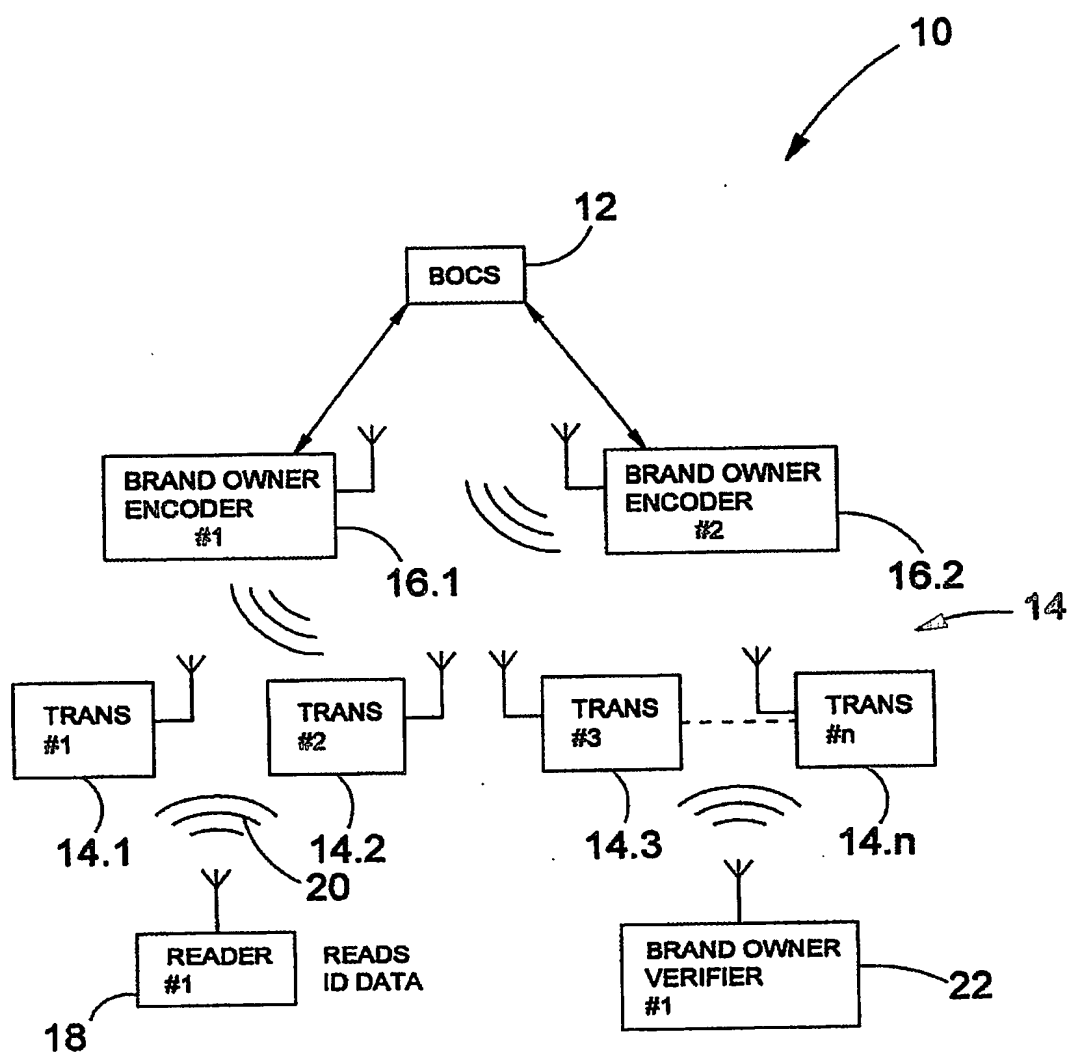 10
12
BOCS
BRAND OWNER
ENCODER
#1
16.1
BRAND OWNER
ENCODER
#2
16.2
14
TRANS
#1
14.1
TRANS
#2
14.2
TRANS
#3
14.3
TRANS
#n
14.n
20
READER
#1
18
READS
ID DATA
BRAND OWNER
VERIFIER
#1
22